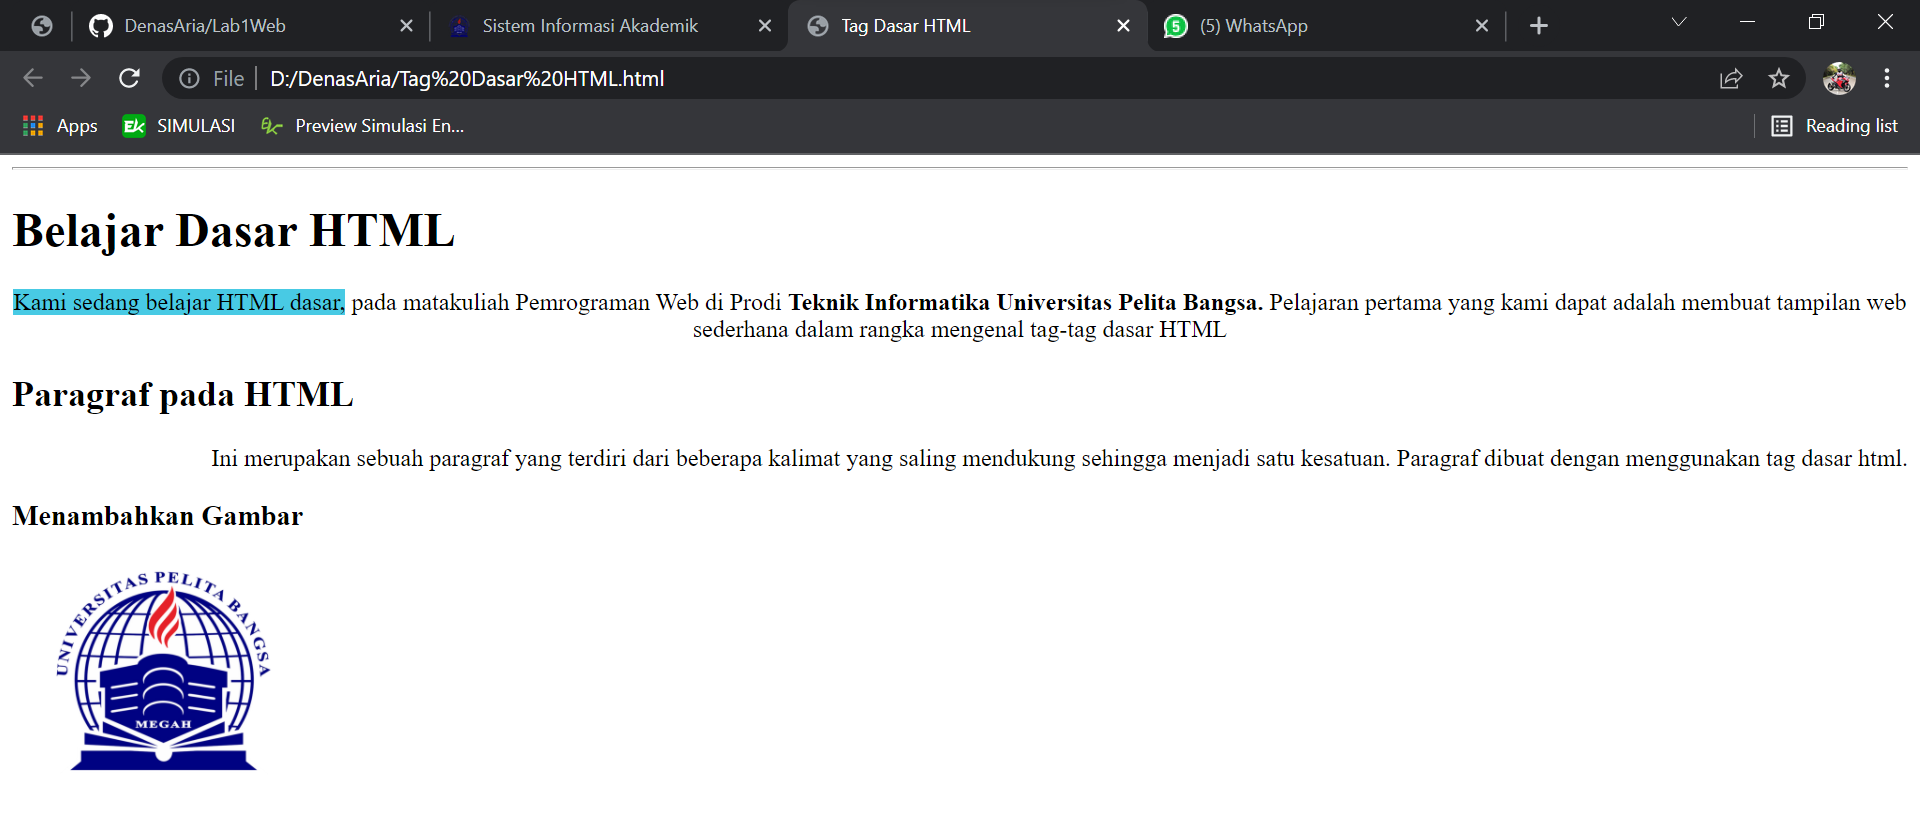 DenasAria/Lab1Web
Sistem Informasi Akademik
Tag Dasar HTML
5
(5) WhatsApp
File
D:/DenasAria/Tag%20Dasar%20HTML.html
Apps
Ek
SIMULASI
Ek
Preview Simulasi En...
Reading list
Belajar Dasar HTML
Kami sedang belajar HTML dasar, pada matakuliah Pemrograman Web di Prodi Teknik Informatika Universitas Pelita Bangsa. Pelajaran pertama yang kami dapat adalah membuat tampilan web
sederhana dalam rangka mengenal tag-tag dasar HTML
Paragraf pada HTML
Ini merupakan sebuah paragraf yang terdiri dari beberapa kalimat yang saling mendukung sehingga menjadi satu kesatuan. Paragraf dibuat dengan menggunakan tag dasar html.
Menambahkan Gambar
UNIVERSITAS PELITA BANGSA
MEGAH